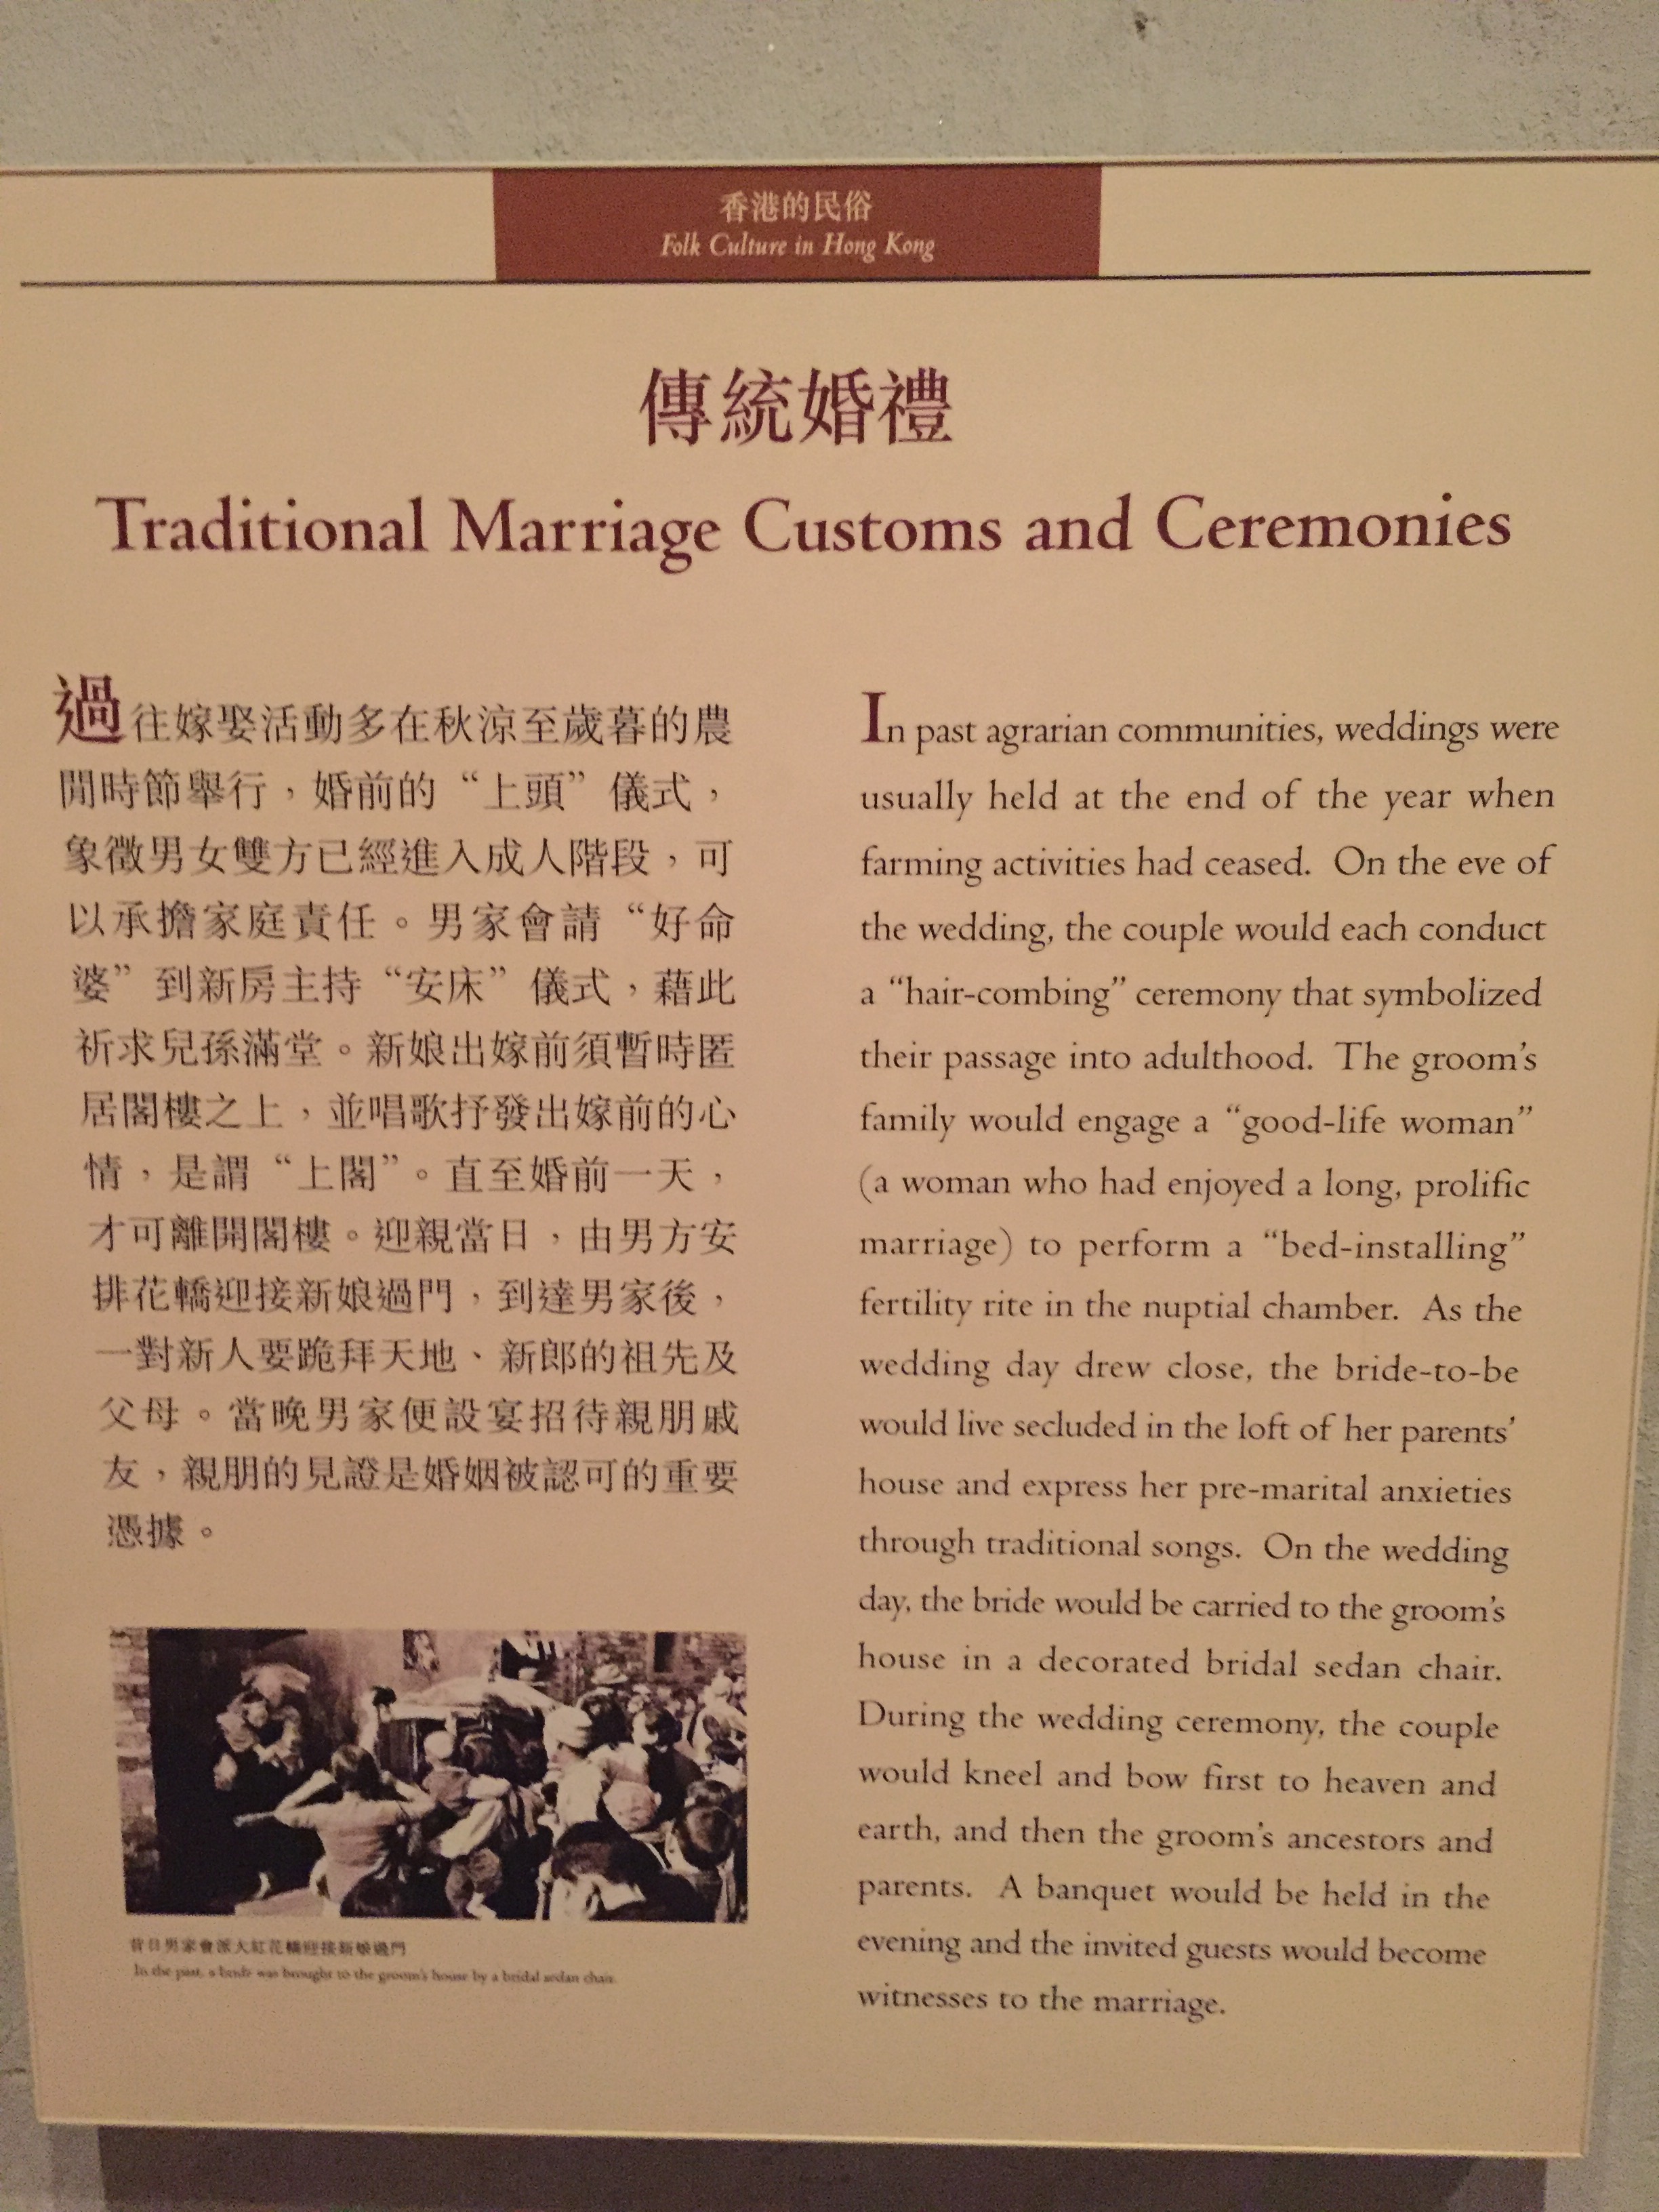 香港的民俗
Folk Culture in Hong Kong
傳統婚禮
Traditional Marriage Customs and Ceremonies
過往嫁娶活動多在秋涼至歲暮的農
閒時節舉行，婚前的“上頭”儀式，
象徵男女雙方已經進入成人階段，可
以承擔家庭責任。男家會請“好命
婆”到新房主持“安床”儀式，藉此
祈求兒孫滿堂。新娘出嫁前須暫時匿
居閣樓之上，並唱歌抒發出嫁前的心
情，是謂“上閣”。直至婚前一天，
才可離開閣樓。迎親當日，由男方安
排花轎迎接新娘過門，到達男家後，
一對新人要跪拜天地、新郎的祖先及
父母。當晚男家便設宴招待親朋戚
友，親朋的見證是婚姻被認可的重要
憑據。
昔日男家會派大紅花轎迎接新娘過門
In the past, a bride was brought to the groom's house by a bridal sedan chair.
In past agrarian communities, weddings were
usually held at the end of the year when
farming activities had ceased. On the eve of
the wedding, the couple would each conduct
a “hair-combing” ceremony that symbolized
their passage into adulthood. The groom’s
family would engage a “good-life woman”
(a woman who had enjoyed a long, prolific
marriage) to perform a “bed-installing”
fertility rite in the nuptial chamber. As the
wedding day drew close, the bride-to-be
would live secluded in the loft of her parents’
house and express her pre-marital anxieties
through traditional songs. On the wedding
day, the bride would be carried to the groom’s
house in a decorated bridal sedan chair.
During the wedding ceremony, the couple
would kneel and bow first to heaven and
earth, and then the groom’s ancestors and
parents. A banquet would be held in the
evening and the invited guests would become
witnesses to the marriage.